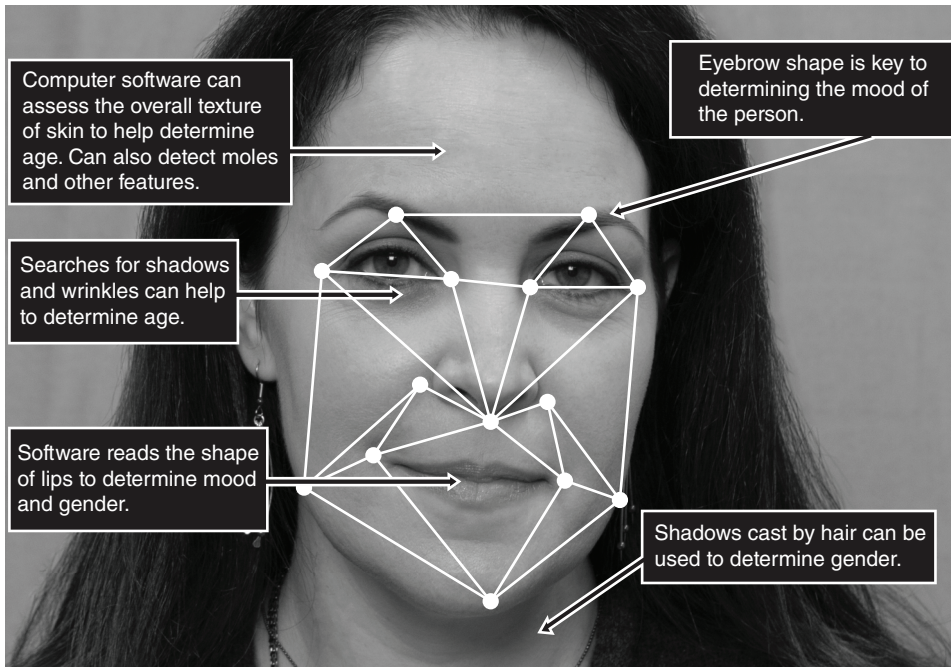 Computer software can
assess the overall texture
of skin to help determine
age. Can also detect moles
and other features.
Eyebrow shape is key to
determining the mood of
the person.
Searches for shadows
and wrinkles can help
to determine age.
Software reads the shape
of lips to determine mood
and gender.
Shadows cast by hair can be
used to determine gender.